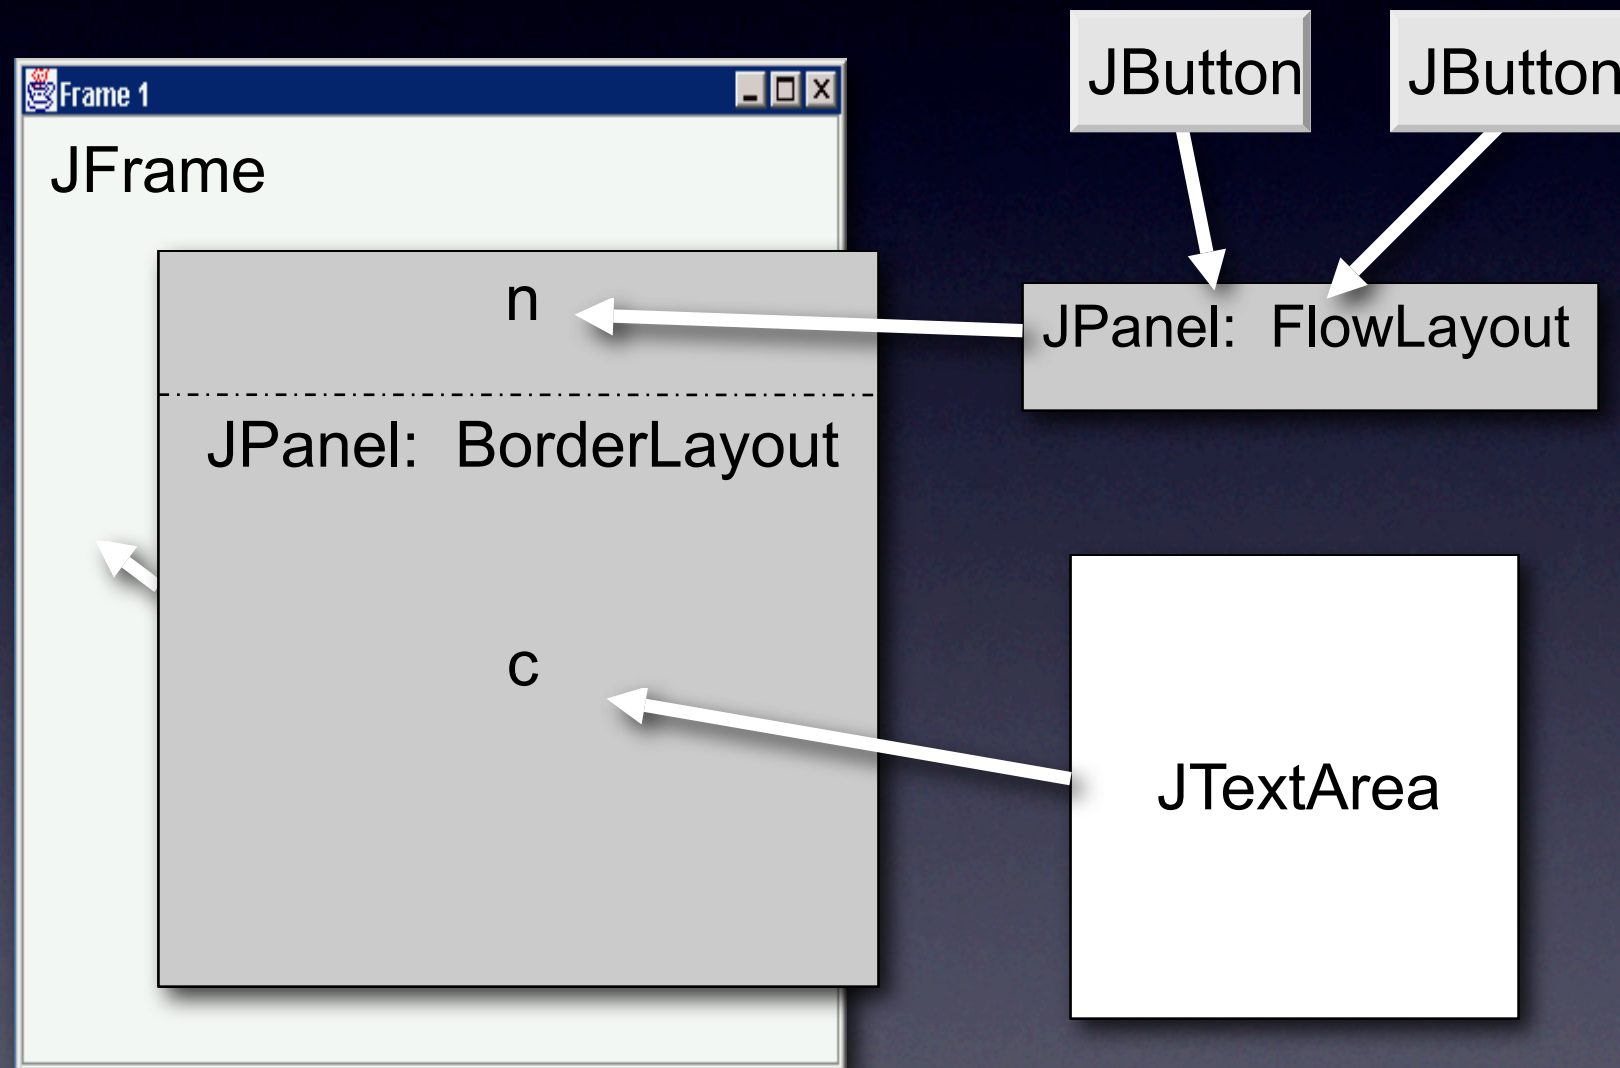 Frame 1
JFrame
JButton
JButton
n
JPanel: FlowLayout
JPanel: BorderLayout
c
JTextArea